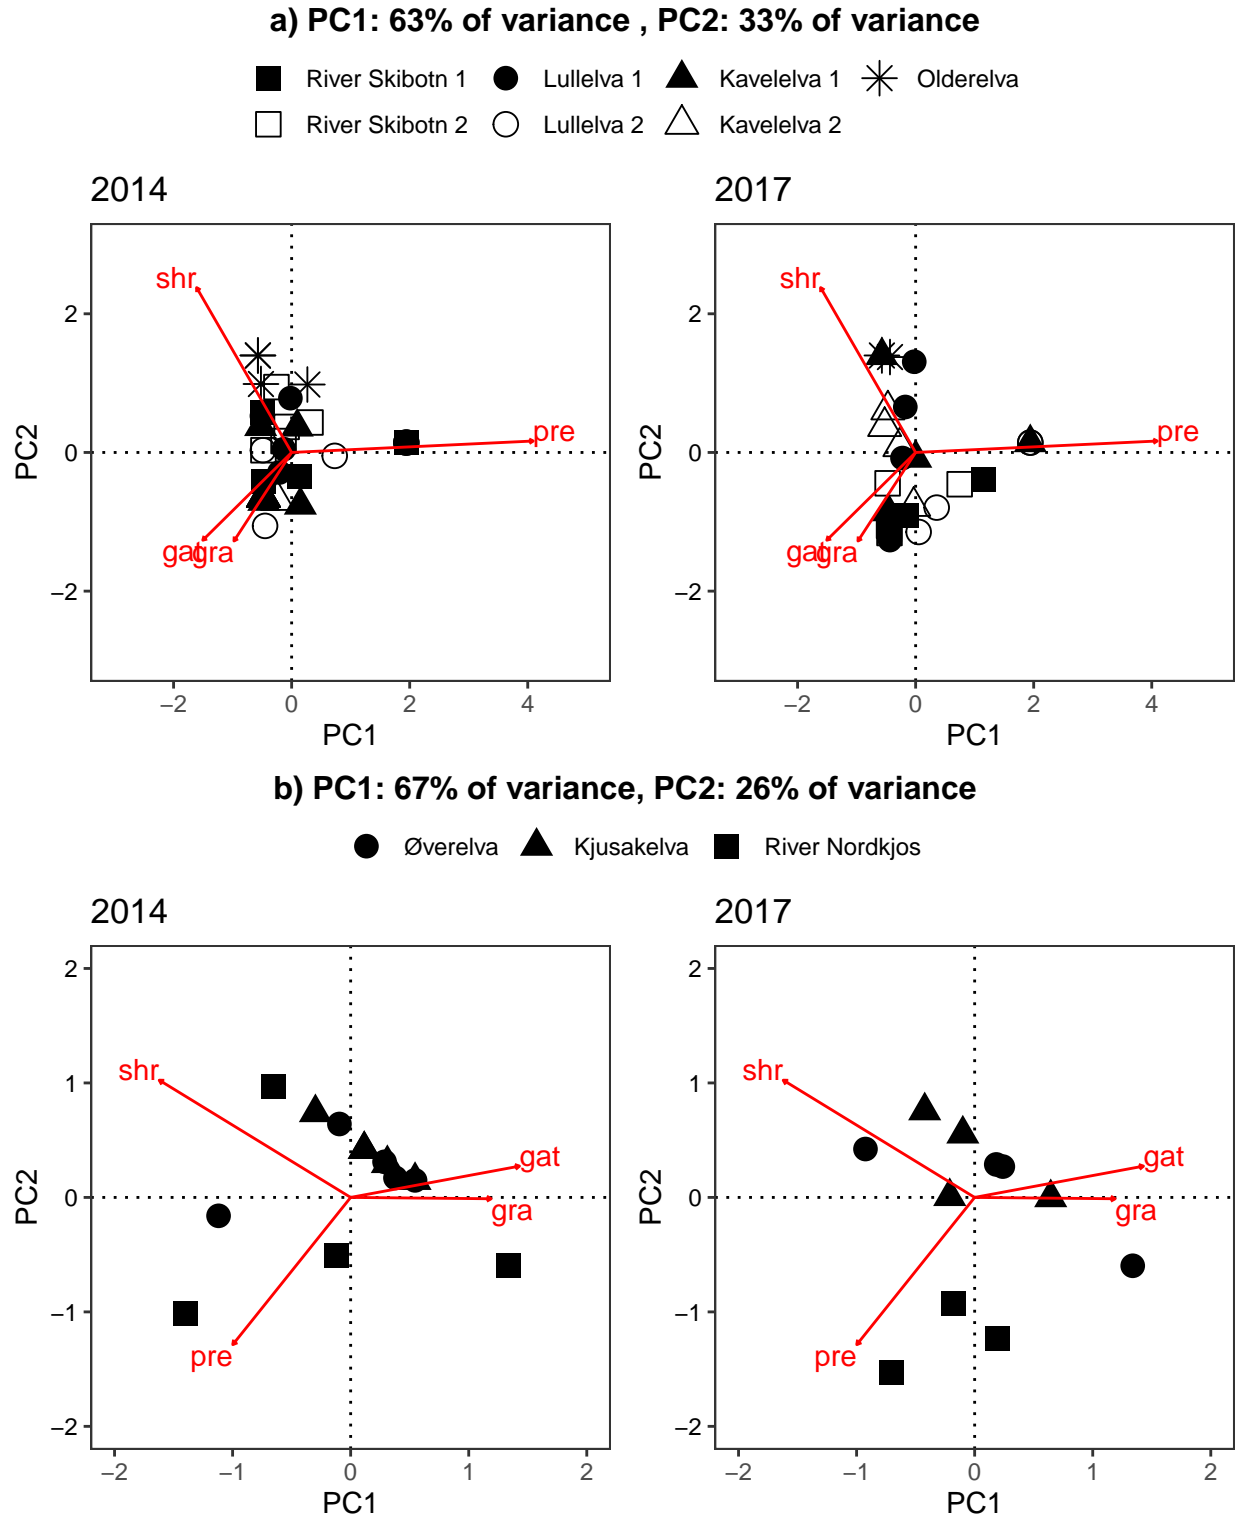 a) PC1: 63% of variance , PC2: 33% of variance
River Skibotn 1 Lullelva 1 Kavelelva 1 Olderelva
River Skibotn 2 Lullelva 2 Kavelelva 2
2014
shr
pre
gat
gra
2
0
−2
−2 0 2 4
PC2
PC1
2017
shr
pre
gat
gra
2
0
−2
−2 0 2 4
PC2
PC1
b) PC1: 67% of variance, PC2: 26% of variance
Øverelva Kjusakelva River Nordkjos
2014
shr
gat
gra
pre
2
1
0
−1
−2
−2 −1 0 1 2
PC2
PC1
2017
shr
gat
gra
pre
2
1
0
−1
−2
−2 −1 0 1 2
PC2
PC1